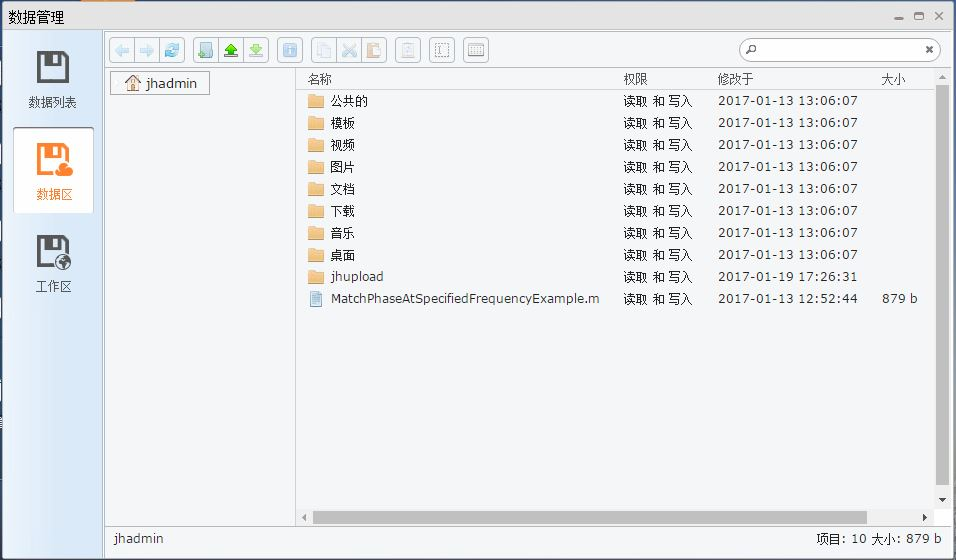 数据管理
数据列表
数据区
工作区
jhadmin
名称 权限 修改于 大小
公共的 读取 和 写入 2017-01-13 13:06:07
模板 读取 和 写入 2017-01-13 13:06:07
视频 读取 和 写入 2017-01-13 13:06:07
图片 读取 和 写入 2017-01-13 13:06:07
文档 读取 和 写入 2017-01-13 13:06:07
下载 读取 和 写入 2017-01-13 13:06:07
音乐 读取 和 写入 2017-01-13 13:06:07
桌面 读取 和 写入 2017-01-13 13:06:07
jhupload 读取 和 写入 2017-01-19 17:26:31
MatchPhaseAtSpecifiedFrequencyExample.m 读取 和 写入 2017-01-13 12:52:44 879 b
jhadmin 项目: 10 大小: 879 b